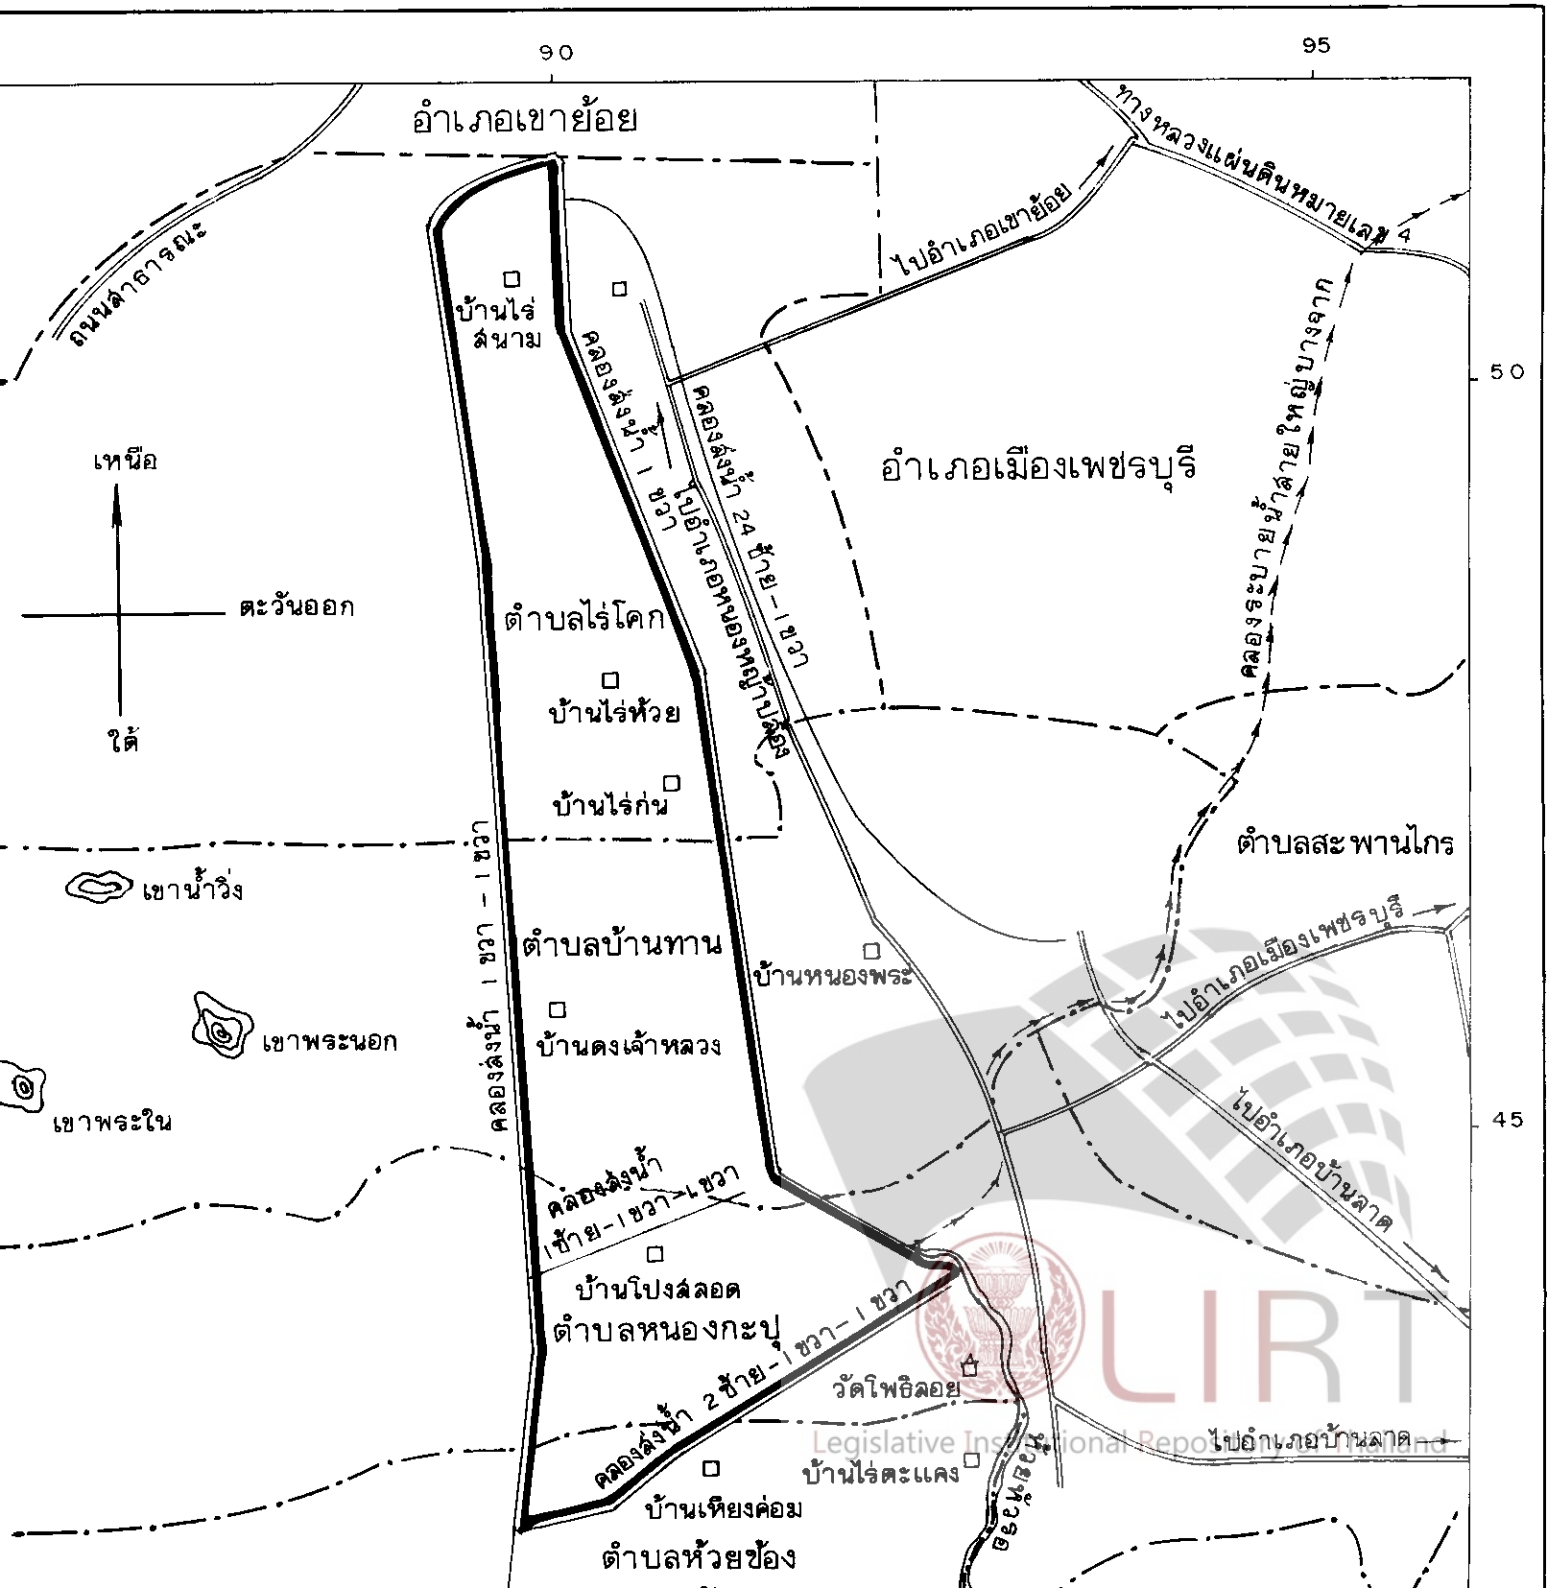 90
95
อำเภอเขาย้อย
ทางหลวงแผ่นดินหมายเลข 4
ถนนสาธารณะ
ไปอำเภอเขาย้อย
บ้านไร่
สนาม
คลองส่งน้ำ 1 ขวา
50
คลองส่งน้ำ 24 ซ้าย-1 ขวา
ไปอำเภอหนองหญ้าปล้อง
อำเภอเมืองเพชรบุรี
คลองระบายน้ำสายใหญ่บางจาก
เหนือ
ตะวันออก
ใต้
ตำบลไร่โคก
บ้านไร่ห้วย
บ้านไร่ก่น
ตำบลสะพานไกร
เขาน้ำวิ่ง
คลองส่งน้ำ 1 ขวา - 1 ขวา
ตำบลบ้านทาน
บ้านหนองพระ
ไปอำเภอเมืองเพชรบุรี
เขาพระนอก
บ้านดงเจ้าหลวง
เขาพระใน
45
ไปอำเภอบ้านลาด
คลองส่งน้ำ
1 ซ้าย-1 ขวา-1 ขวา
บ้านโป่งสลอด
ตำบลหนองกะปุ
คลองส่งน้ำ 2 ซ้าย-1 ขวา-1 ขวา
วัดโพธิลอย
LIRT
Legislative Institutional Repository of Thailand
ไปอำเภอบ้านลาด
บ้านไร่ตะแคง
บ้านเหียงค่อม
ตำบลห้วยข้อง